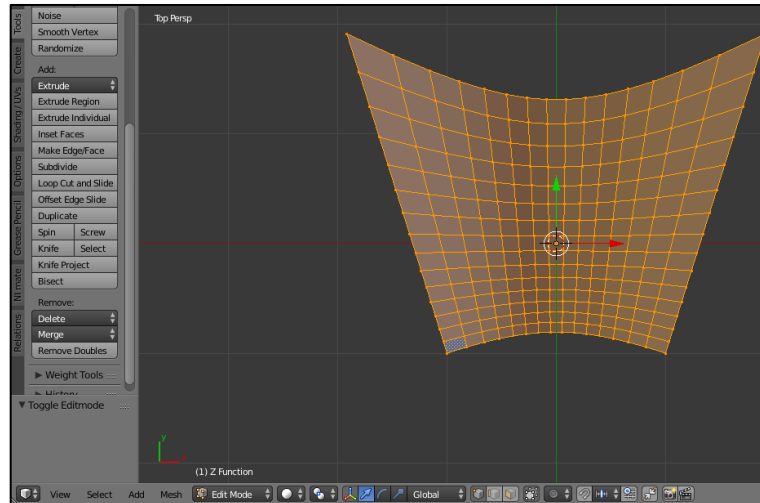 Tools
Create
Shading / UVs
Options
Grease Pencil
Ni mate
Relations
Noise
Smooth Vertex
Randomize
Add:
Extrude
Extrude Region
Extrude Individual
Inset Faces
Make Edge/Face
Subdivide
Loop Cut and Slide
Offset Edge Slide
Duplicate
Spin Screw
Knife Select
Knife Project
Bisect
Remove:
Delete
Merge
Remove Doubles
Weight Tools
History
Toggle Editmode
Top Persp
y
x
(1) Z Function
View Select Add Mesh Edit Mode Global